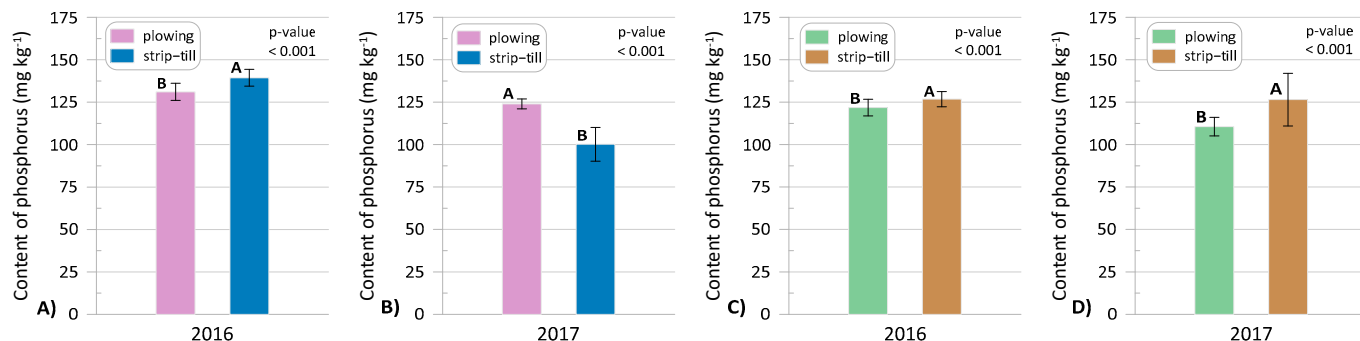 Content of phosphorus (mg kg⁻¹)
175
150
125
100
75
50
25
0
plowing
strip−till
p-value
< 0.001
B
A
A)
2016
Content of phosphorus (mg kg⁻¹)
175
150
125
100
75
50
25
0
plowing
strip−till
p-value
< 0.001
A
B
B)
2017
Content of phosphorus (mg kg⁻¹)
175
150
125
100
75
50
25
0
plowing
strip−till
p-value
< 0.001
B
A
C)
2016
Content of phosphorus (mg kg⁻¹)
175
150
125
100
75
50
25
0
plowing
strip−till
p-value
< 0.001
B
A
D)
2017